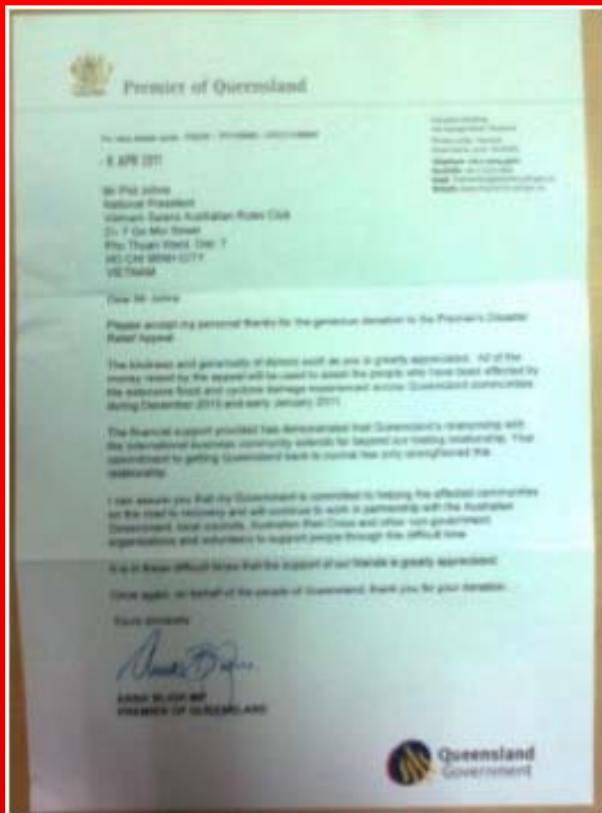 Premier of Queensland
- 6 APR 2011
Mr Phil Johns
National President
Vietnam Swans Australian Rules Club
Phu Thuan Ward, Dist 7
HO CHI MINH CITY
VIETNAM
Dear Mr Johns
Please accept my personal thanks for the generous donation to the Premier's Disaster
Relief Appeal.
The kindness and generosity of donors such as you is greatly appreciated. All of the
money raised by the appeal will be used to assist the people who have been affected by
the extensive flood and cyclone damage experienced across Queensland communities
during December 2010 and early January 2011.
The financial support provided has demonstrated that Queensland's relationship with
the international business community extends far beyond our trading relationship. Your
commitment to getting Queensland back to normal has only strengthened this
relationship.
I can assure you that my Government is committed to helping the affected communities
on the road to recovery and will continue to work in partnership with the Australian
Government, local councils, Australian Red Cross and other non-government
organisations and volunteers to support people through this difficult time.
It is in these difficult times that the support of our friends is greatly appreciated.
Once again, on behalf of the people of Queensland, thank you for your donation.
Yours sincerely
ANNA BLIGH MP
PREMIER OF QUEENSLAND
Queensland
Government